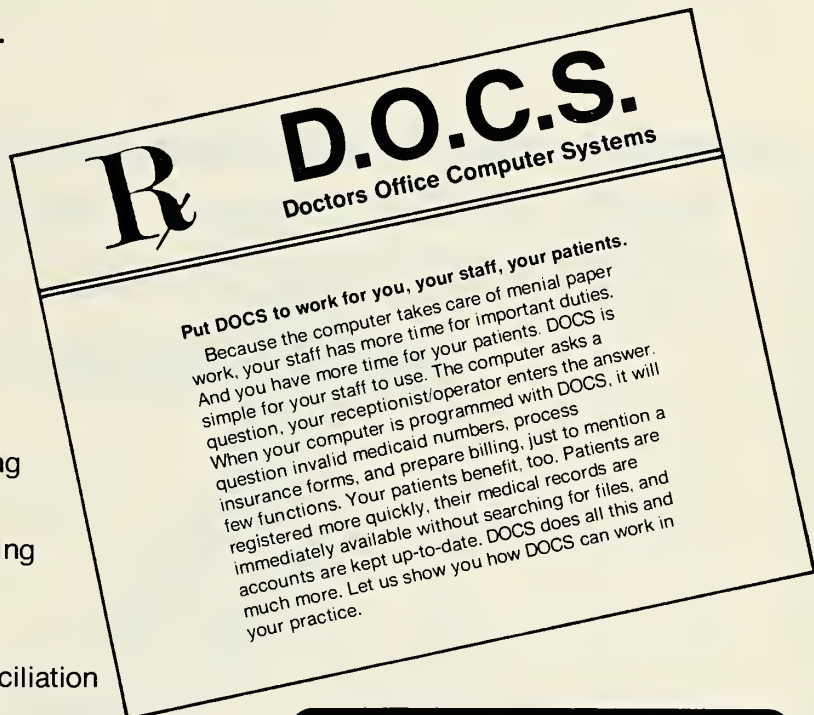 Rx
D.O.C.S.
Doctors Office Computer Systems
Put DOCS to work for you, your staff, your patients.
Because the computer takes care of menial paper
work, your staff has more time for important duties.
And you have more time for your patients. DOCS is
simple for your staff to use. The computer asks a
question, your receptionist/operator enters the answer.
When your computer is programmed with DOCS, it will
question invalid medicaid numbers, process
insurance forms, and prepare billing, just to mention a
few functions. Your patients benefit, too. Patients are
registered more quickly, their medical records are
immediately available without searching for files, and
accounts are kept up-to-date. DOCS does all this and
much more. Let us show you how DOCS can work in
your practice.